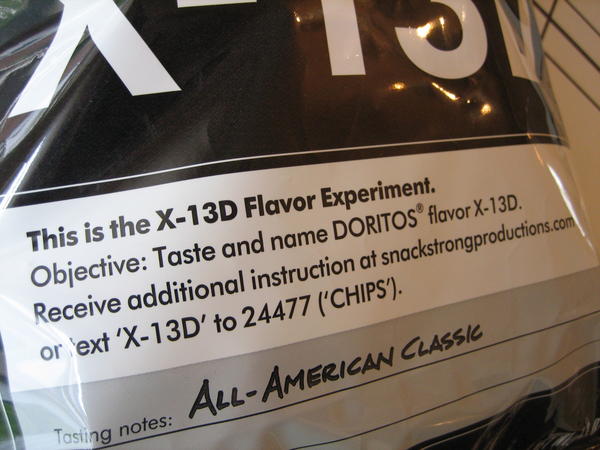 X-13D
This is the X-13D Flavor Experiment.
Objective: Taste and name DORITOS® flavor X-13D.
Receive additional instruction at snackstrongproductions.com
or text 'X-13D' to 24477 ('CHIPS').
Tasting notes: ALL-AMERICAN CLASSIC